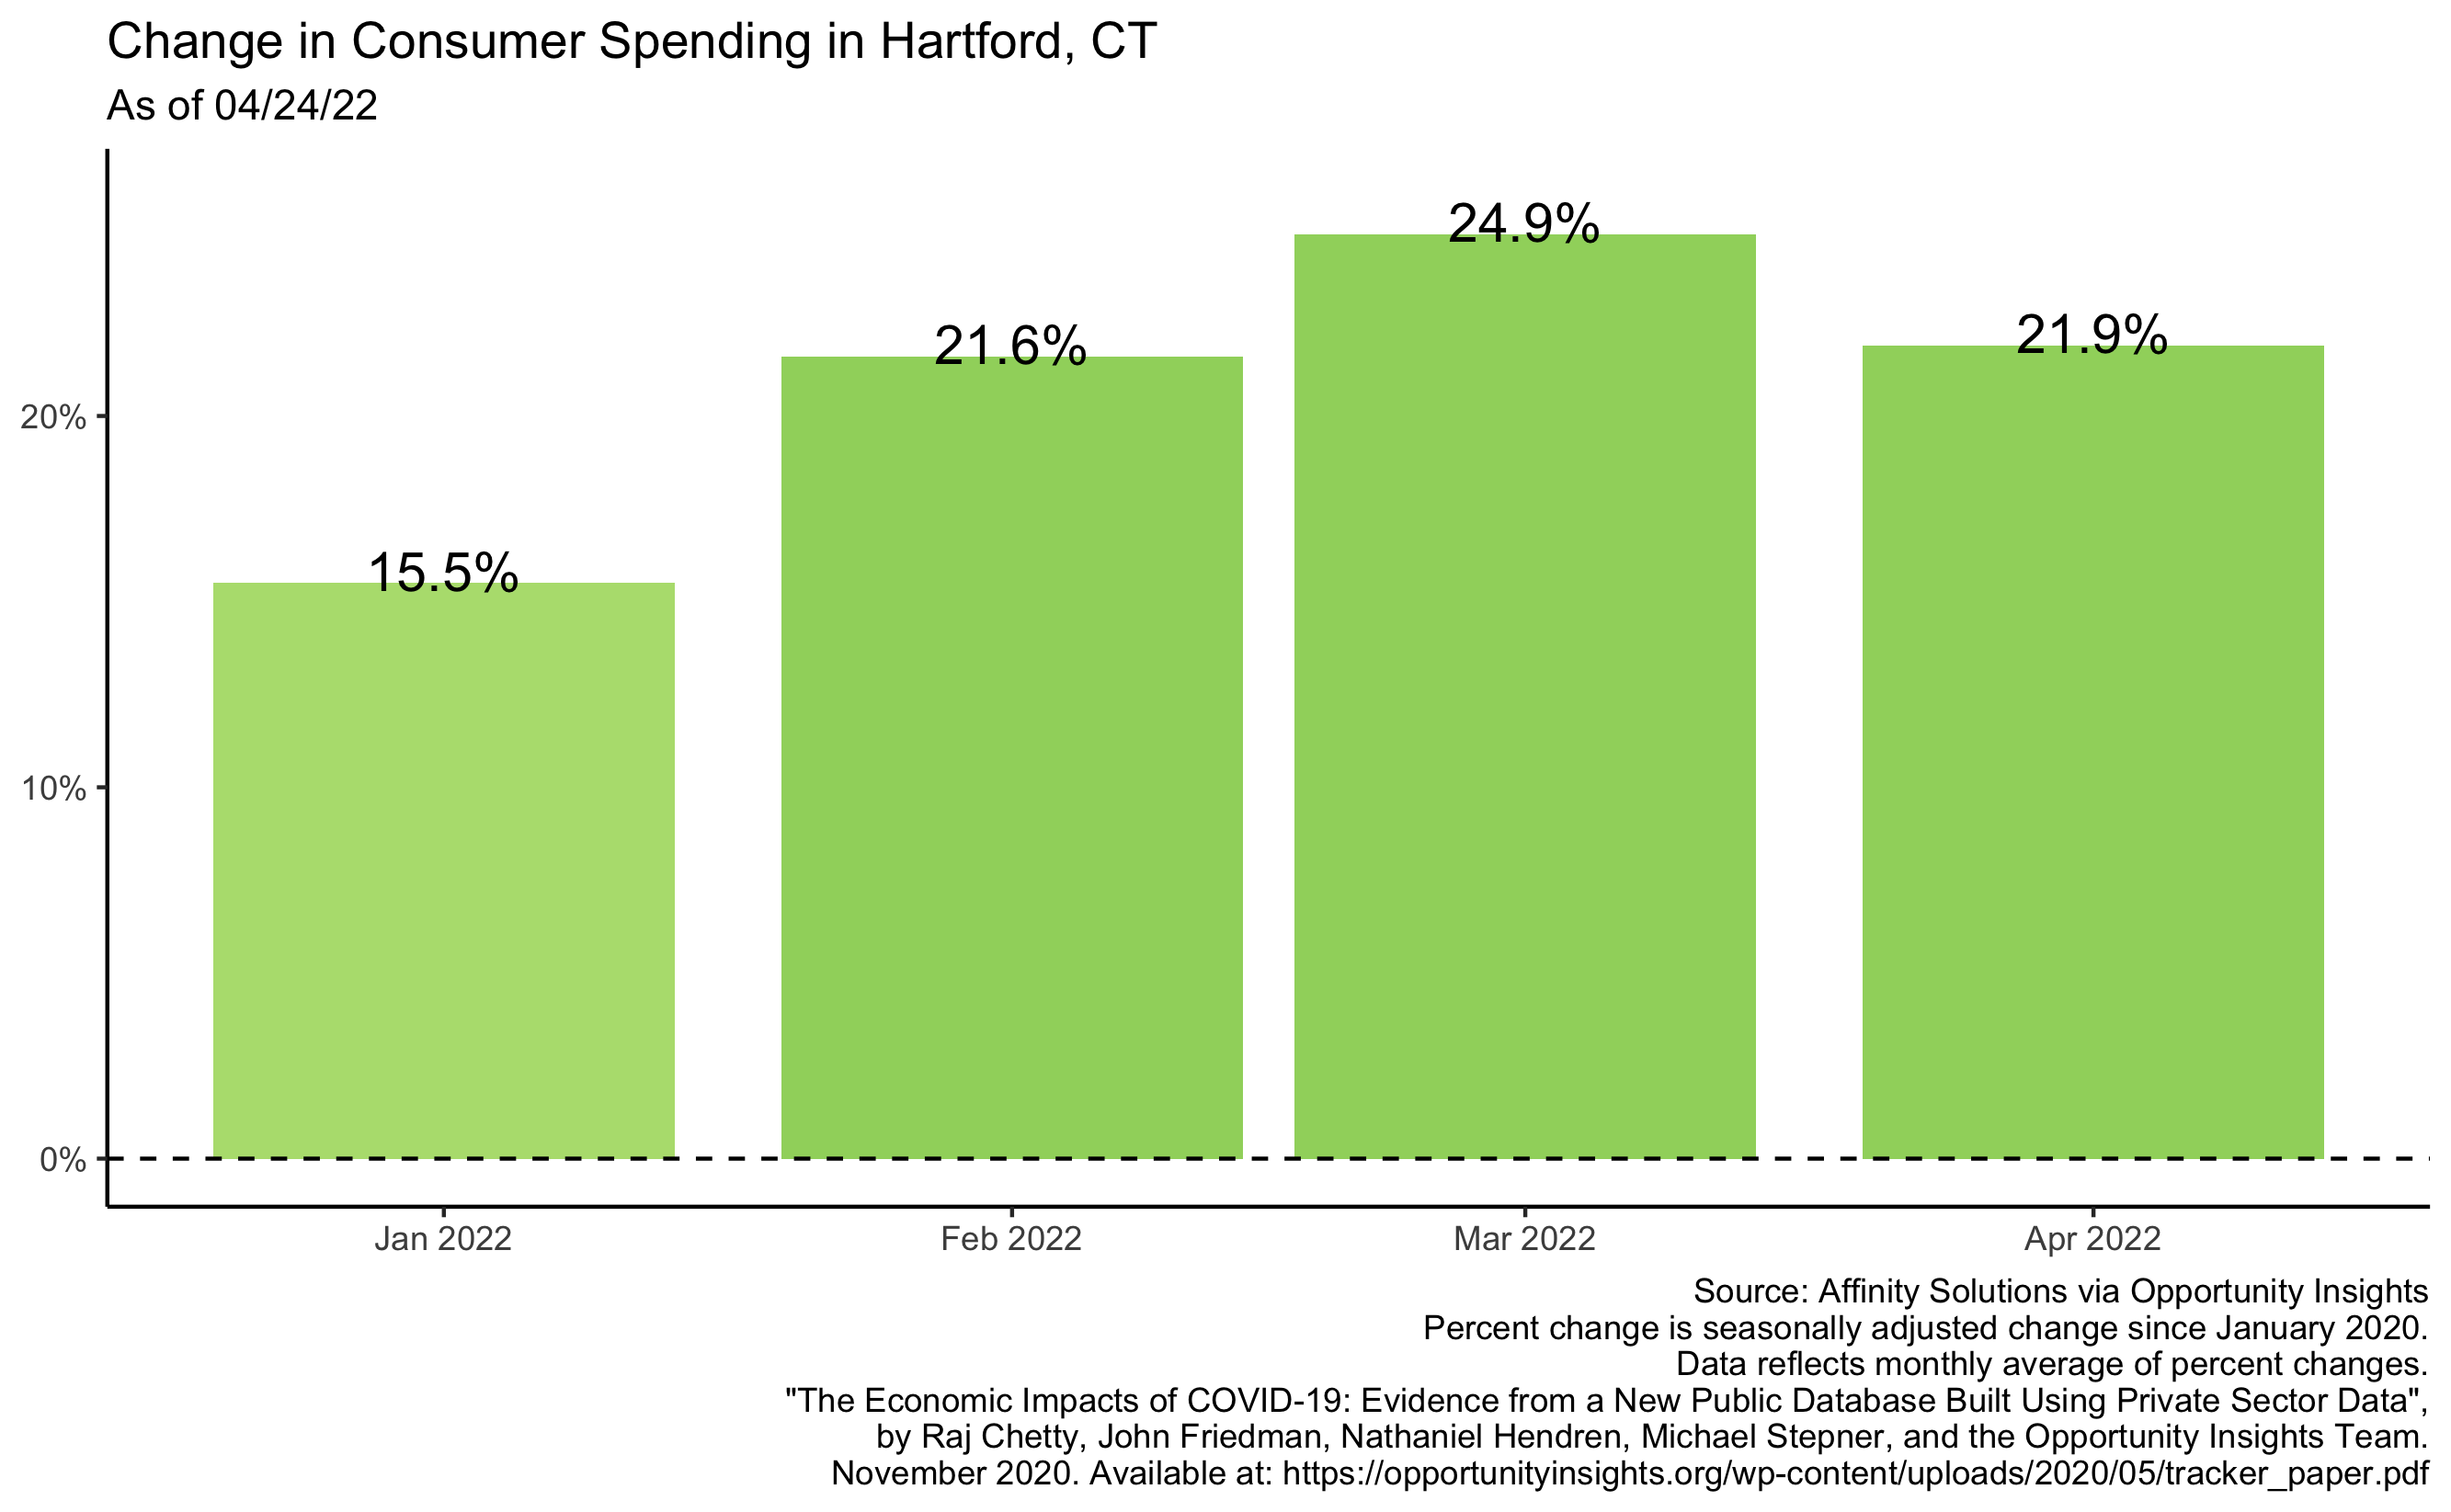 Change in Consumer Spending in Hartford, CT
As of 04/24/22
24.9%
21.6%
21.9%
15.5%
20%
10%
0%
Jan 2022
Feb 2022
Mar 2022
Apr 2022
Source: Affinity Solutions via Opportunity Insights
Percent change is seasonally adjusted change since January 2020.
Data reflects monthly average of percent changes.
"The Economic Impacts of COVID-19: Evidence from a New Public Database Built Using Private Sector Data",
by Raj Chetty, John Friedman, Nathaniel Hendren, Michael Stepner, and the Opportunity Insights Team.
November 2020. Available at: https://opportunityinsights.org/wp-content/uploads/2020/05/tracker_paper.pdf